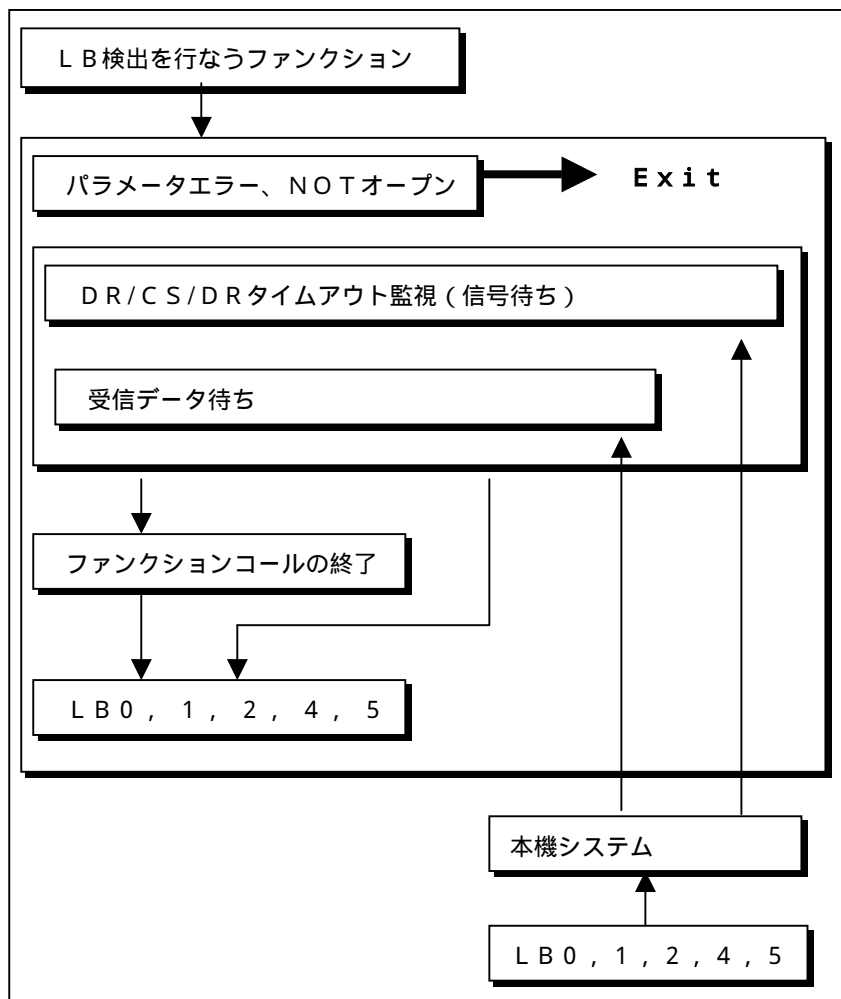 ＬＢ検出を行なうファンクション
パラメータエラー、ＮＯＴオープン
Ｅｘｉｔ
ＤＲ/ＣＳ/ＤＲタイムアウト監視（信号待ち）
受信データ待ち
ファンクションコールの終了
ＬＢ０，１，２，４，５
本機システム
ＬＢ０，１，２，４，５